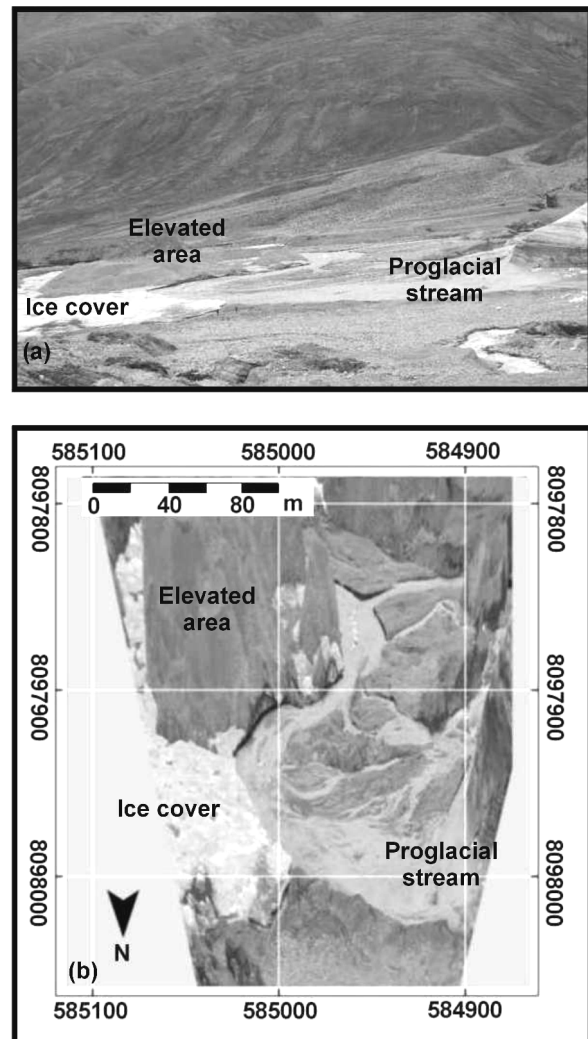 Elevated
area
Proglacial
stream
Ice cover
(a)
585100 585000 584900
8097800 8097800
0 40 80 m
Elevated
area
8097900 8097900
Ice cover
Proglacial
stream
8098000 8098000
N
(b)
585100 585000 584900